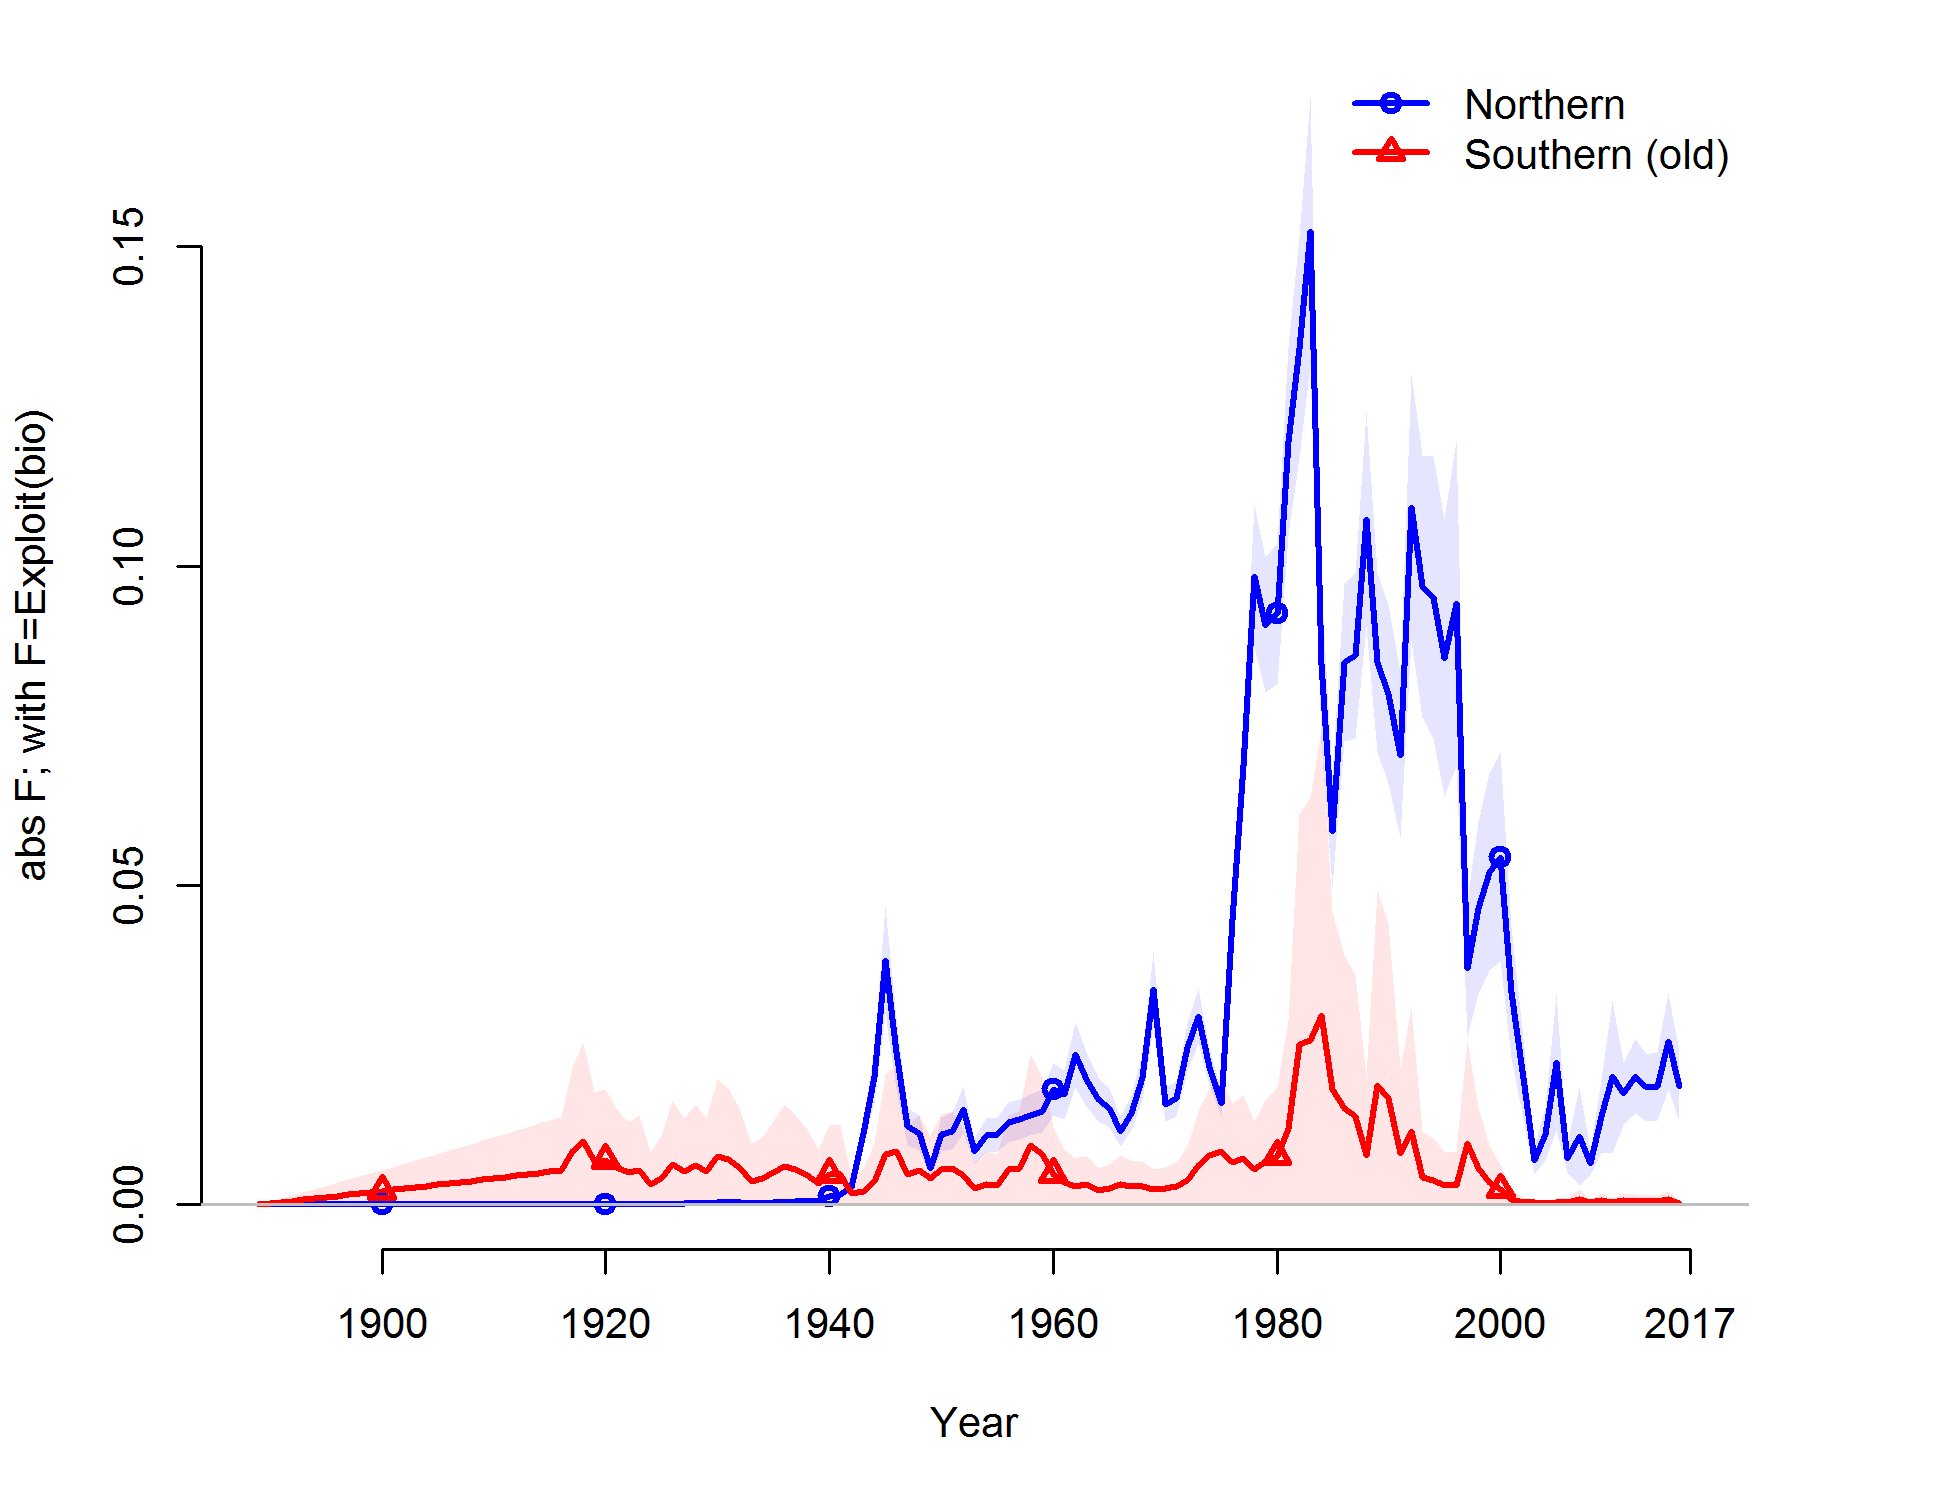 Northern
Southern (old)
abs F; with F=Exploit(bio)
0.15
0.10
0.05
0.00
1900 1920 1940 1960 1980 2000 2017
Year